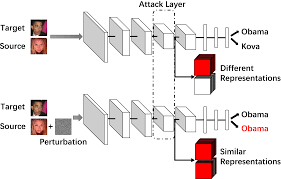 Attack Layer
Target
Source
Obama
Kova
Different
Representations
Target
Source +
Perturbation
Obama
Obama
Similar
Representations